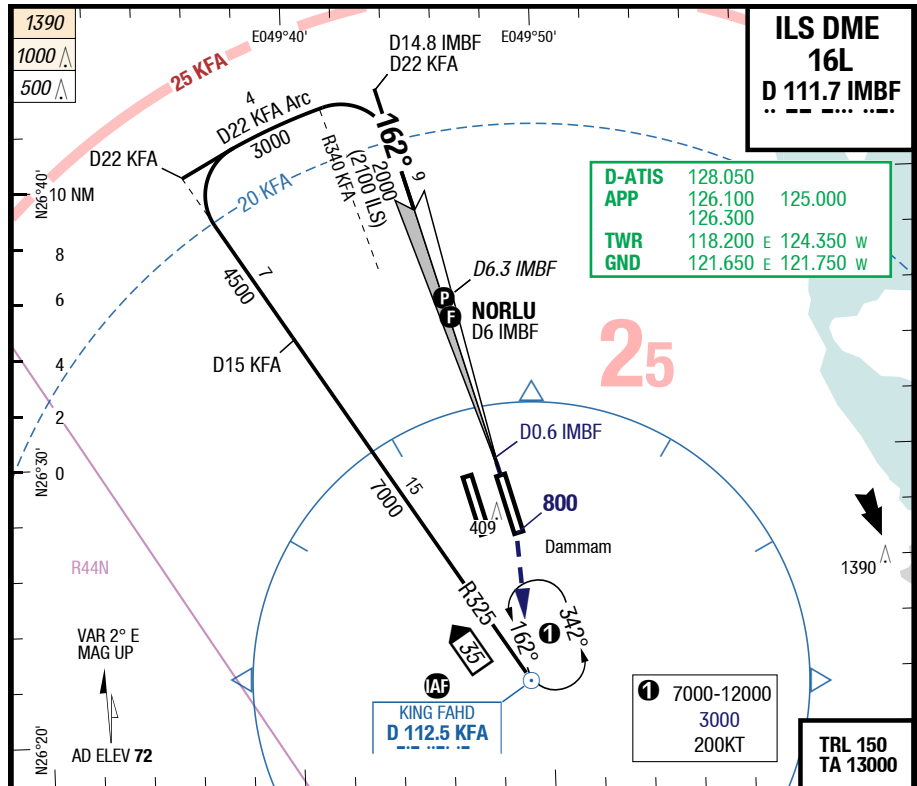 1390
1000
500
E049°40'
E049°50'
ILS DME
16L
D 111.7 IMBF
25 KFA
D14.8 IMBF
D22 KFA
4
D22 KFA Arc
3000
D22 KFA
162°
9
2000
(2100 ILS)
R340 KFA
20 KFA
N26°40'
10 NM
8
6
4
2
0
N26°30'
N26°20'
D-ATIS 128.050
APP 126.100 125.000
126.300
TWR 118.200 E 124.350 W
GND 121.650 E 121.750 W
7
4500
D6.3 IMBF
P
F
NORLU
D6 IMBF
25
D15 KFA
D0.6 IMBF
15
7000
800
409
Dammam
1390
R44N
R325
35
162°
1
342°
VAR 2° E
MAG UP
AD ELEV 72
IAF
KING FAHD
D 112.5 KFA
1 7000-12000
3000
200KT
TRL 150
TA 13000